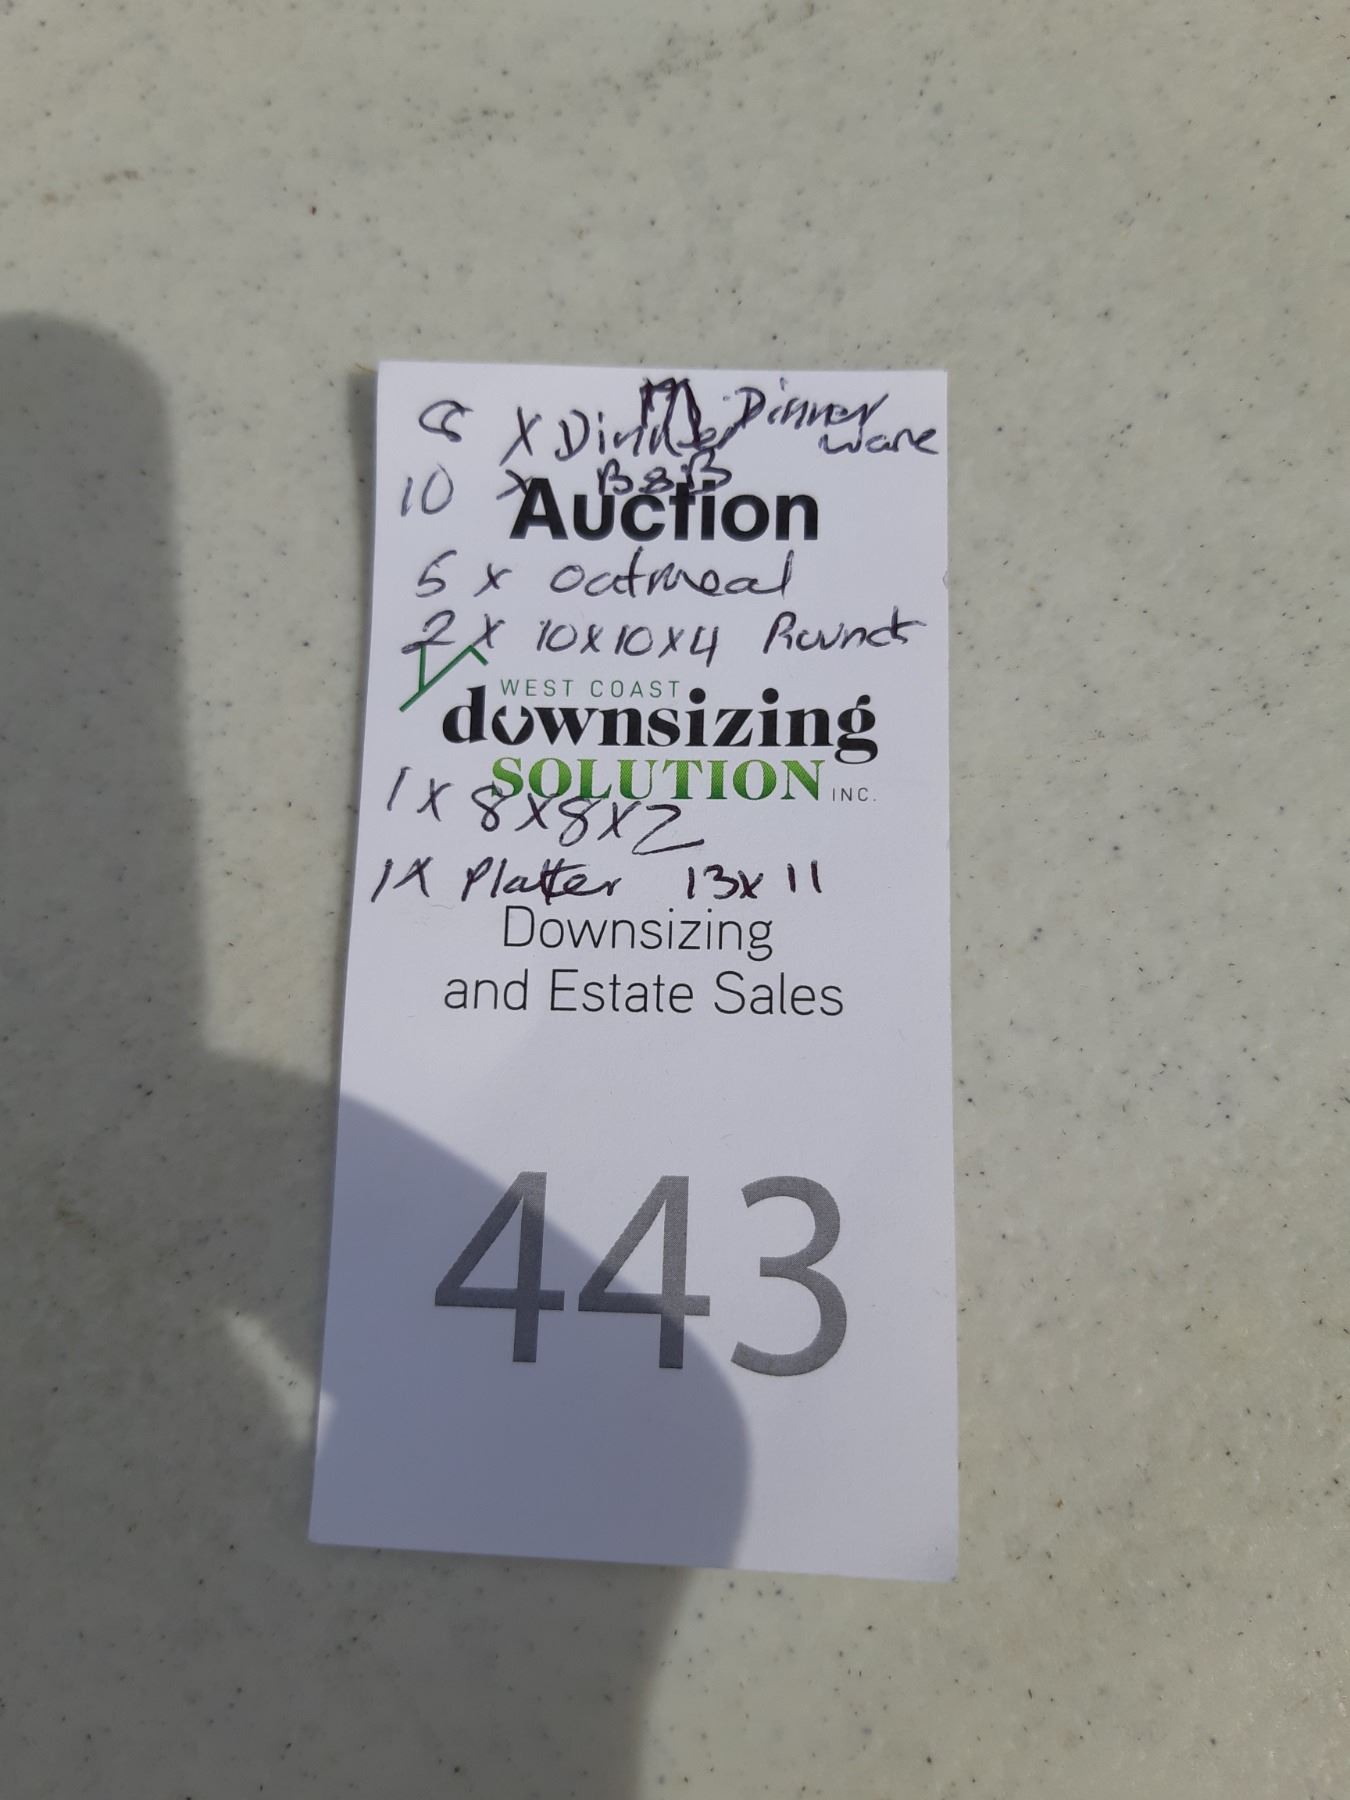 8 x Dinner Dinner
ware
10 x B&B
Auction
5 x oatmeal
2 x 10x10x4 Round
WEST COAST
downsizing
SOLUTION INC.
1 x 8x8x2
1x Platter 13x11
Downsizing
and Estate Sales
443